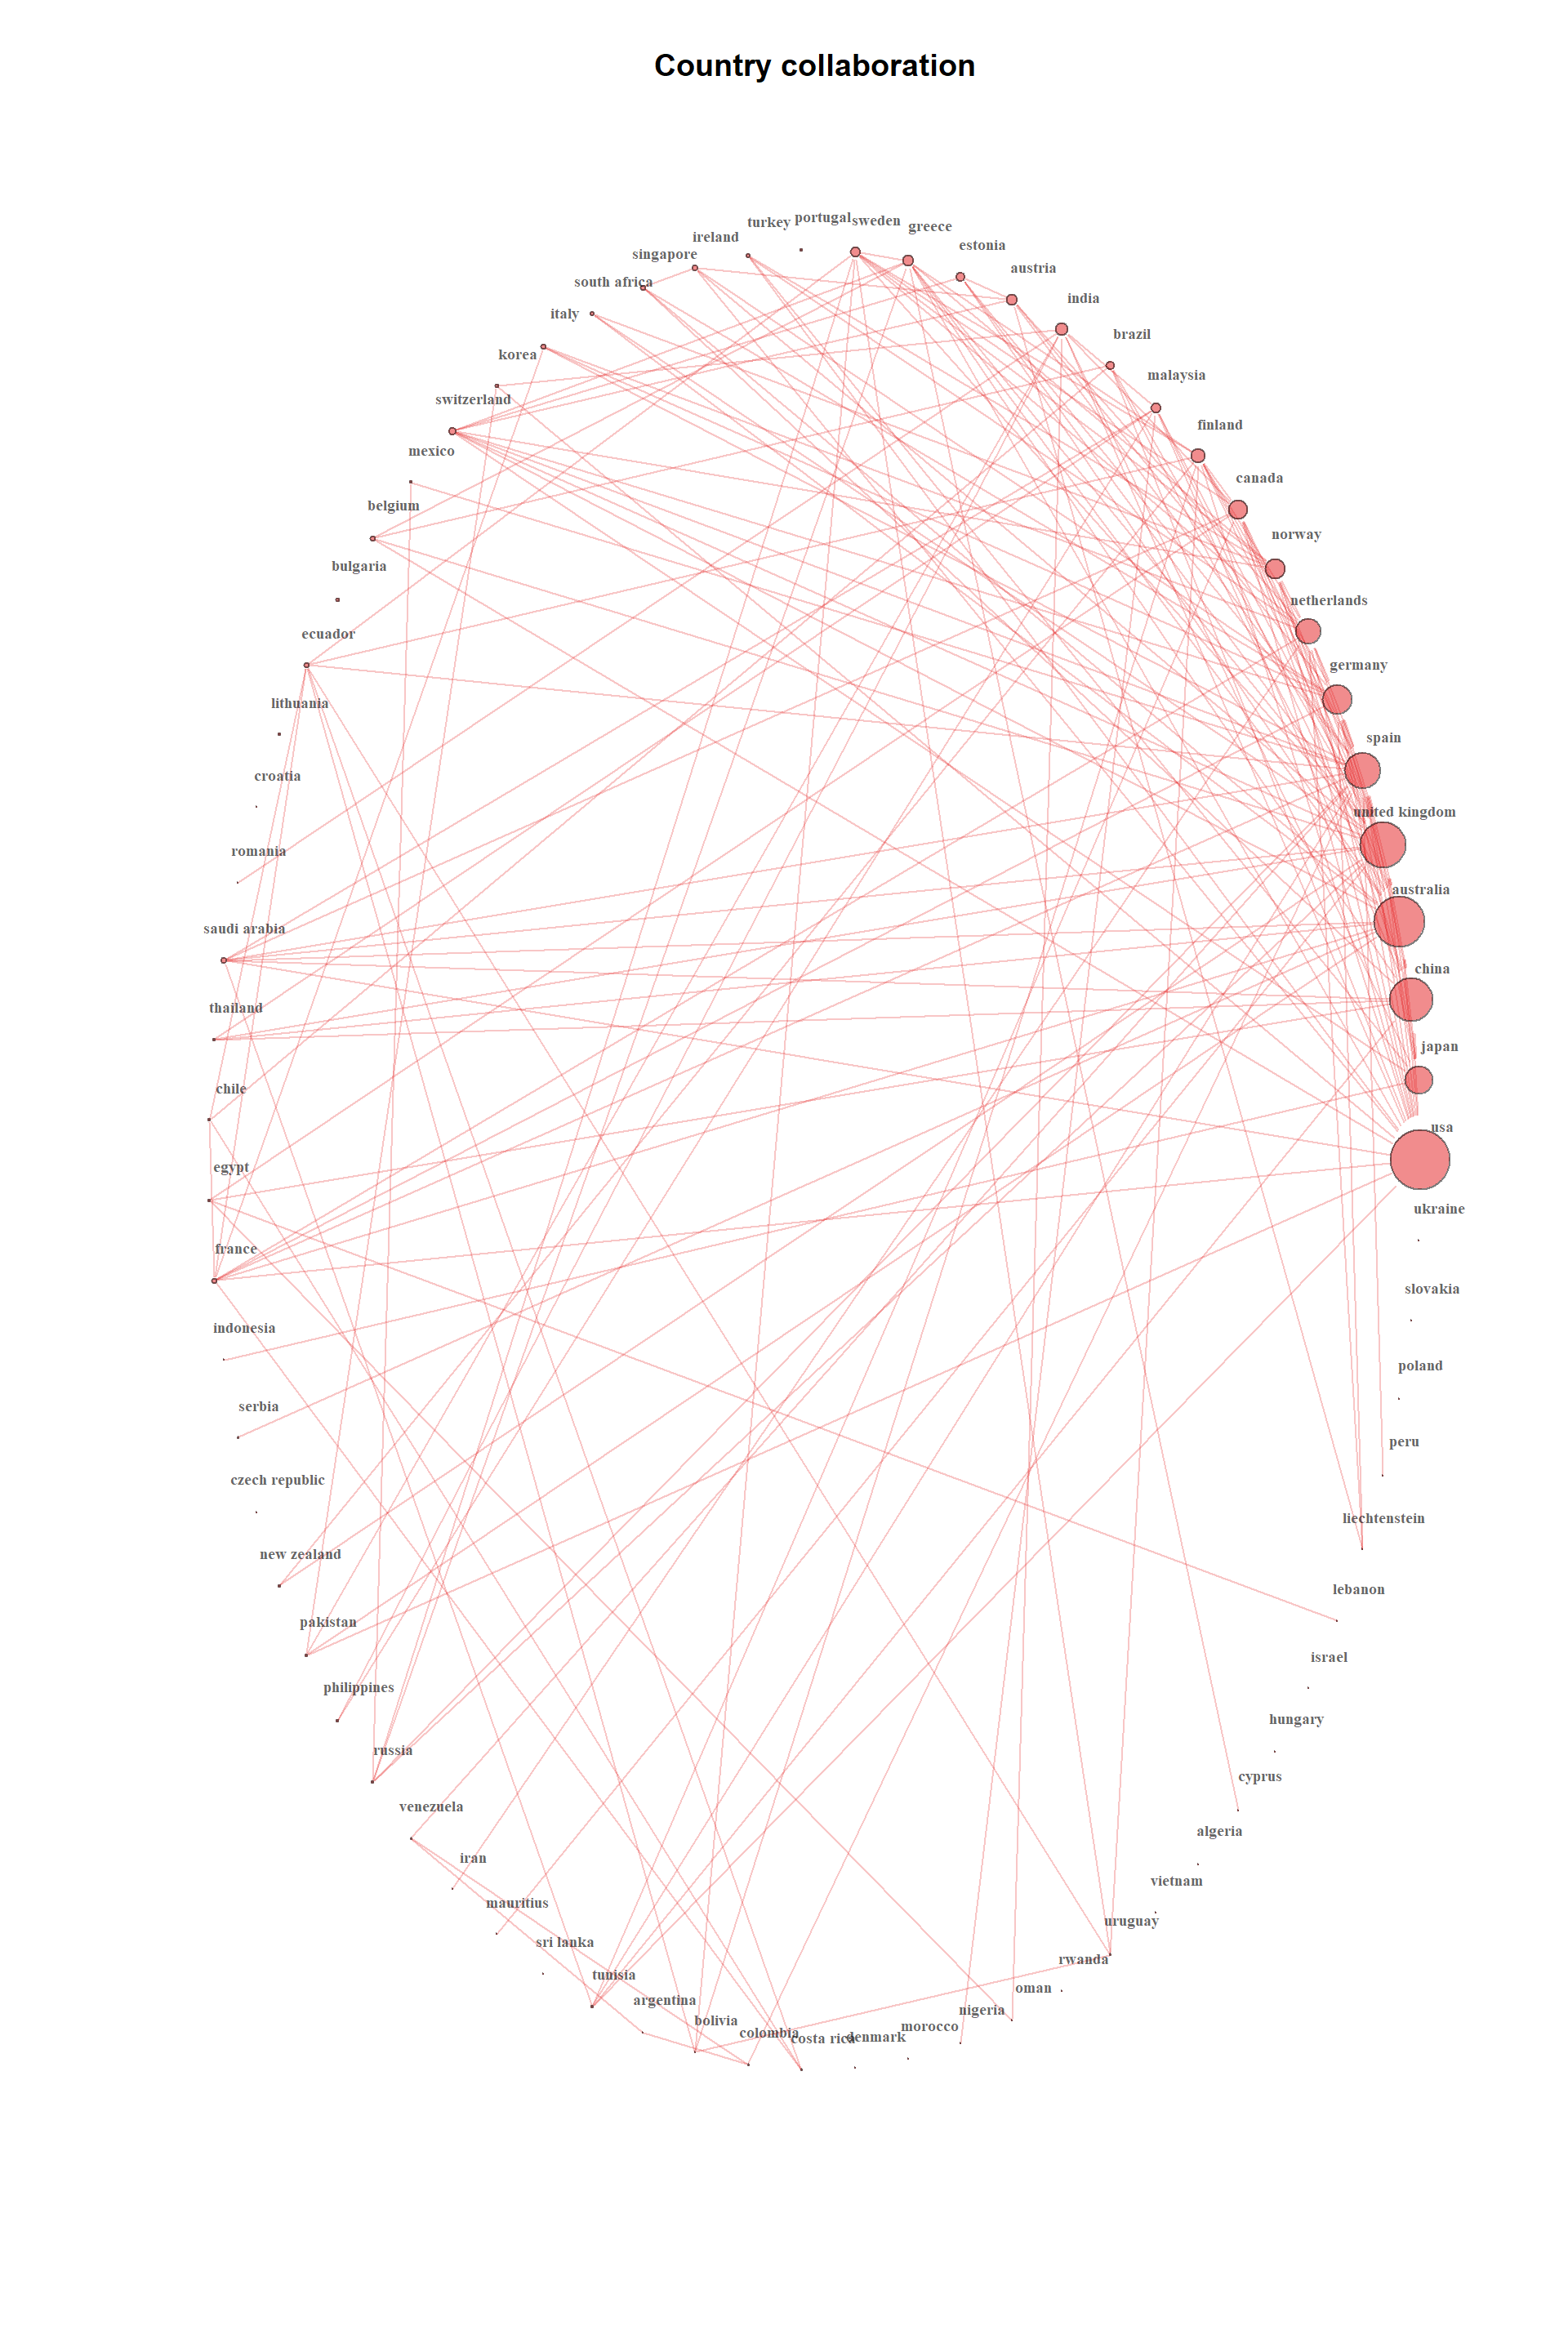 Country collaboration
turkey
portugal
sweden
greece
ireland
estonia
singapore
austria
south africa
india
italy
brazil
korea
malaysia
switzerland
finland
mexico
canada
belgium
norway
bulgaria
netherlands
ecuador
germany
lithuania
spain
croatia
united kingdom
romania
australia
saudi arabia
china
thailand
japan
chile
usa
egypt
ukraine
france
slovakia
indonesia
poland
serbia
peru
czech republic
liechtenstein
new zealand
lebanon
pakistan
israel
philippines
hungary
russia
cyprus
venezuela
algeria
iran
vietnam
mauritius
uruguay
sri lanka
rwanda
tunisia
oman
argentina
nigeria
bolivia
morocco
colombia
costa rica
denmark